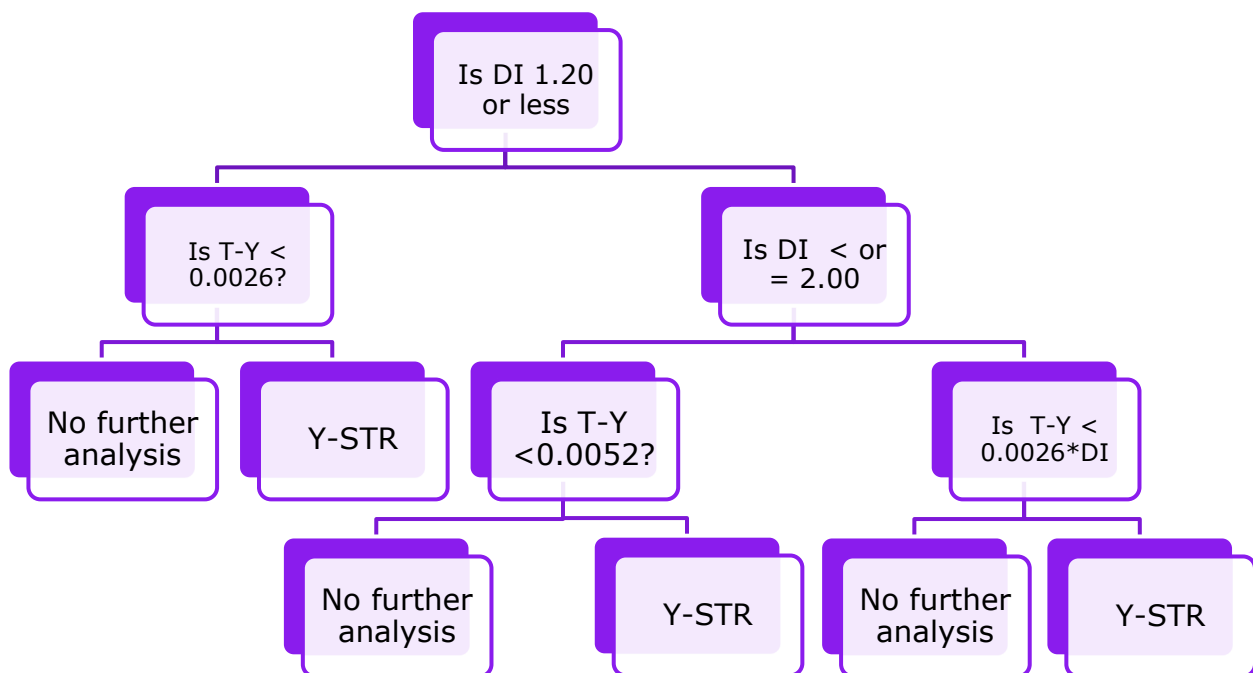 Is DI 1.20
or less
Is T-Y <
0.0026?
Is DI  < or
= 2.00
No further
analysis
Y-STR
Is T-Y
<0.0052?
Is  T-Y <
0.0026*DI
No further
analysis
Y-STR
No further
analysis
Y-STR